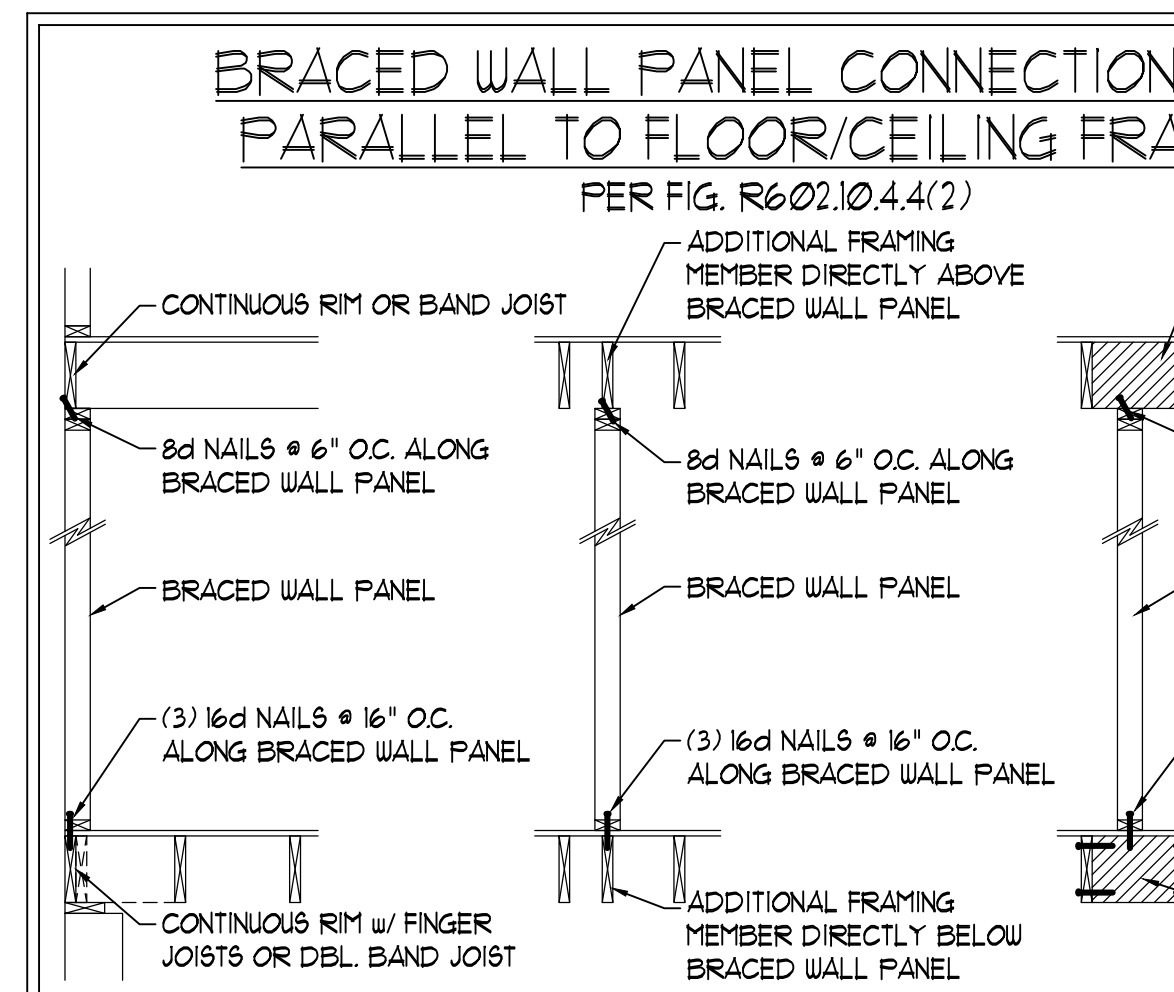 BRACED WALL PANEL CONNECTION
PARALLEL TO FLOOR/CEILING FRA
PER FIG. R602.10.4.4(2)
CONTINUOUS RIM OR BAND JOIST
8d NAILS @ 6" O.C. ALONG
BRACED WALL PANEL
BRACED WALL PANEL
(3) 16d NAILS @ 16" O.C.
ALONG BRACED WALL PANEL
CONTINUOUS RIM w/ FINGER
JOISTS OR DBL. BAND JOIST
ADDITIONAL FRAMING
MEMBER DIRECTLY ABOVE
BRACED WALL PANEL
8d NAILS @ 6" O.C. ALONG
BRACED WALL PANEL
BRACED WALL PANEL
(3) 16d NAILS @ 16" O.C.
ALONG BRACED WALL PANEL
ADDITIONAL FRAMING
MEMBER DIRECTLY BELOW
BRACED WALL PANEL